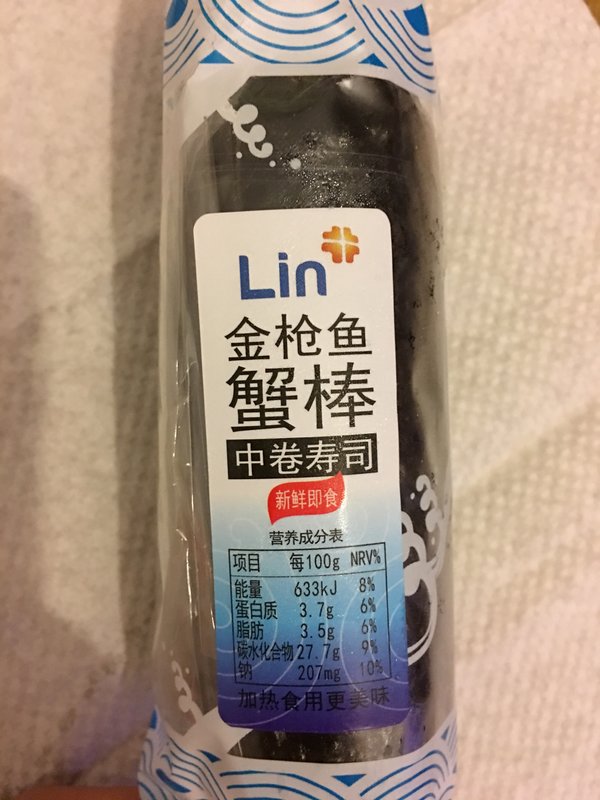 Lin
金枪鱼
蟹棒
中卷寿司
新鲜即食
营养成分表
项目 每100g NRV%
能量 633kJ 8%
蛋白质 3.7g 6%
脂肪 3.5g 6%
碳水化合物 27.7g 9%
钠 207mg 10%
加热食用更美味